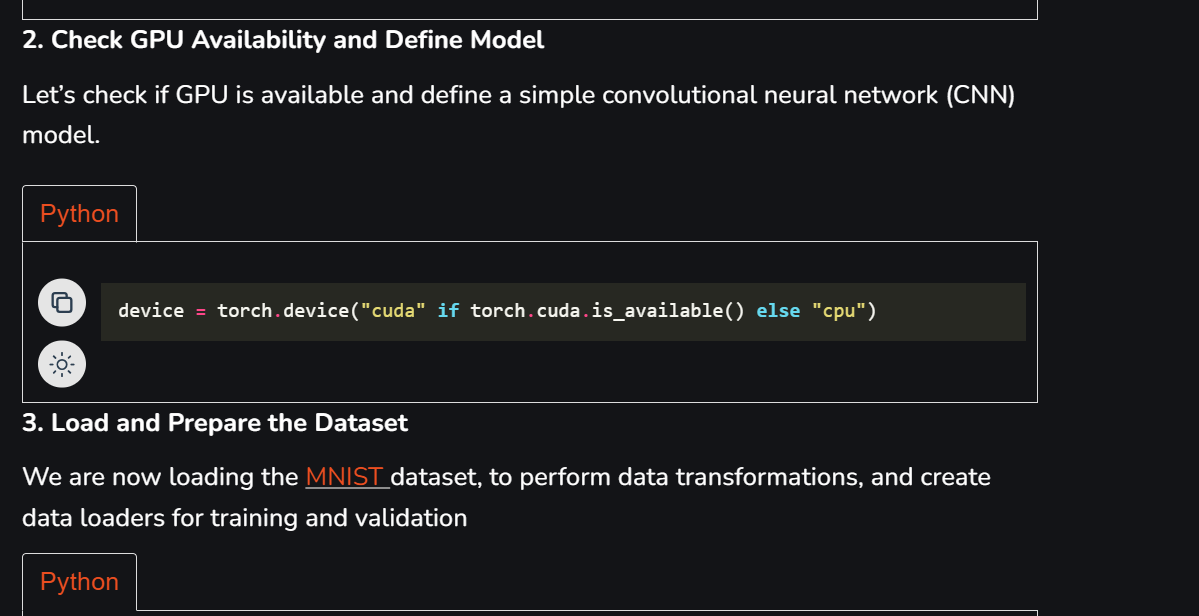 2. Check GPU Availability and Define Model
Let’s check if GPU is available and define a simple convolutional neural network (CNN)
model.
Python
device = torch.device("cuda" if torch.cuda.is_available() else "cpu")
3. Load and Prepare the Dataset
We are now loading the MNIST dataset, to perform data transformations, and create
data loaders for training and validation
Python